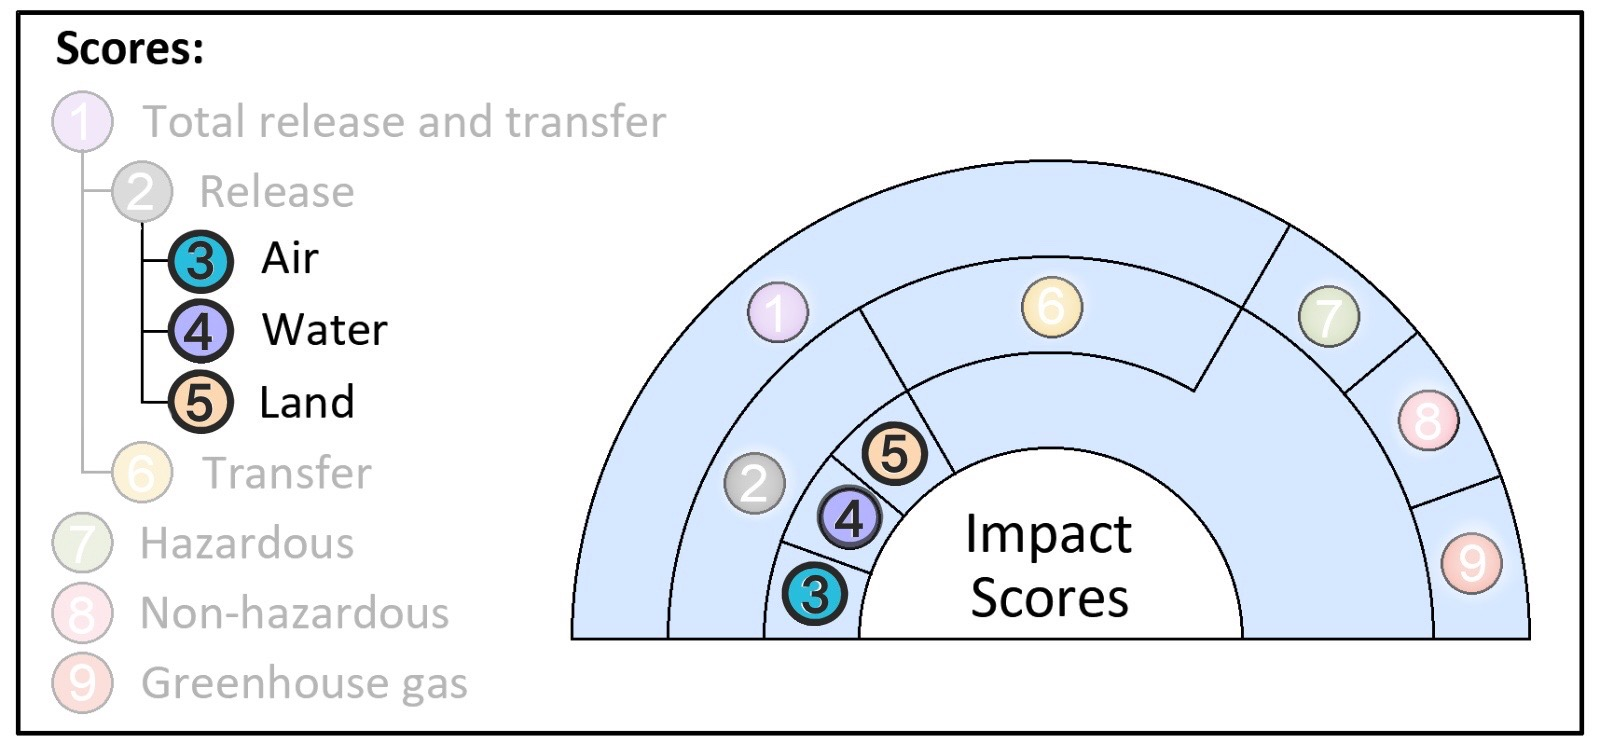 Scores:
1 Total release and transfer
2 Release
3 Air
4 Water
5 Land
6 Transfer
7 Hazardous
8 Non-hazardous
9 Greenhouse gas
1
6
7
8
9
2
5
4
3
Impact
Scores